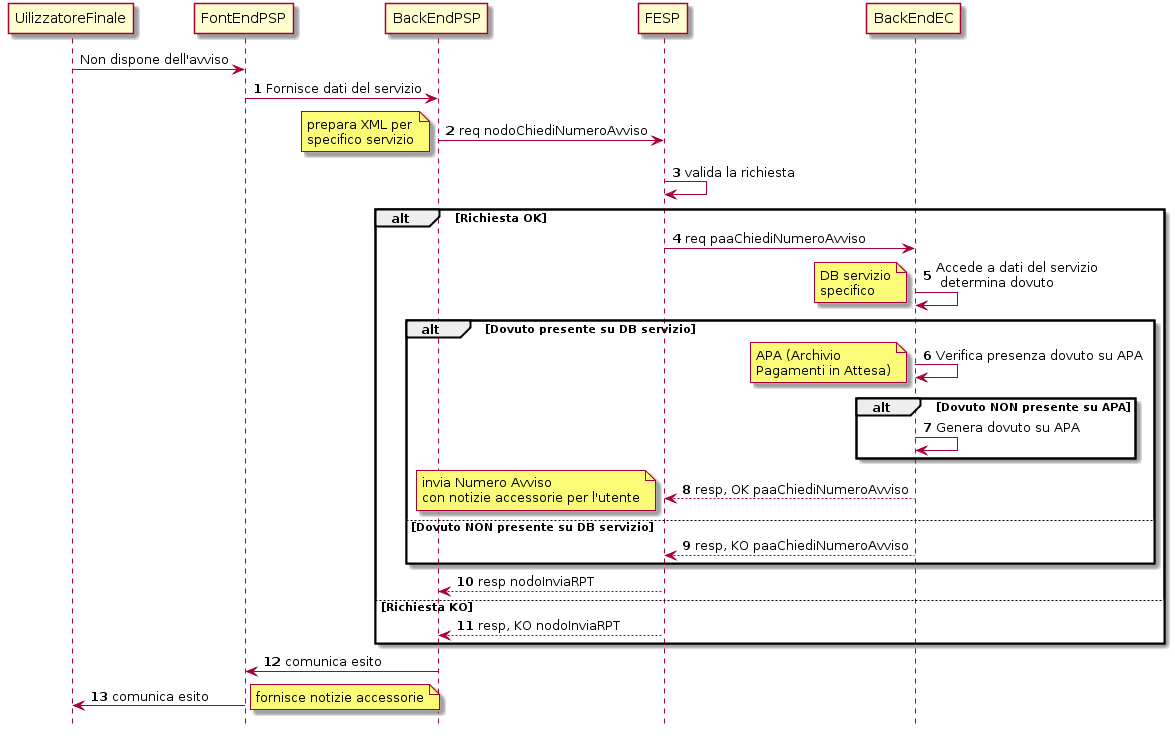 UilizzatoreFinale
FontEndPSP
BackEndPSP
FESP
BackEndEC
Non dispone dell'avviso
1 Fornisce dati del servizio
prepara XML per
specifico servizio
2 req nodoChiediNumeroAvviso
3 valida la richiesta
alt [Richiesta OK]
4 req paaChiediNumeroAvviso
DB servizio
specifico
5 Accede a dati del servizio
determina dovuto
alt [Dovuto presente su DB servizio]
APA (Archivio
Pagamenti in Attesa)
6 Verifica presenza dovuto su APA
alt [Dovuto NON presente su APA]
7 Genera dovuto su APA
invia Numero Avviso
con notizie accessorie per l'utente
8 resp, OK paaChiediNumeroAvviso
[Dovuto NON presente su DB servizio]
9 resp, KO paaChiediNumeroAvviso
10 resp nodoInviaRPT
[Richiesta KO]
11 resp, KO nodoInviaRPT
12 comunica esito
13 comunica esito
fornisce notizie accessorie